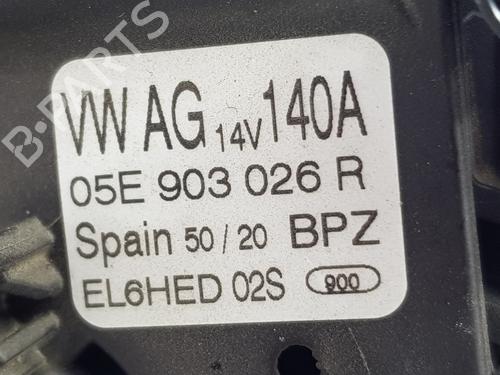 B-PARTS
VW AG 14V 140A
05E 903 026 R
Spain 50 / 20 BPZ
EL6HED 02S 900